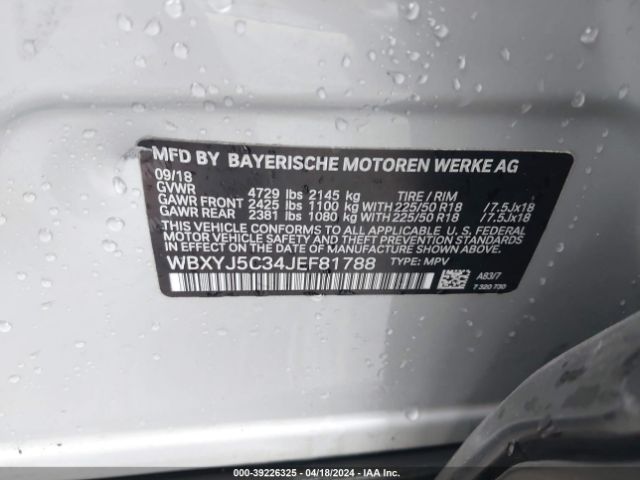 MFD BY BAYERISCHE MOTOREN WERKE AG
09/18
GVWR 4729 lbs 2145 kg TIRE / RIM
GAWR FRONT 2425 lbs 1100 kg WITH 225/50 R18 /7.5Jx18
GAWR REAR 2381 lbs 1080 kg WITH 225/50 R18 /7.5Jx18
THIS VEHICLE CONFORMS TO ALL APPLICABLE U.S. FEDERAL
MOTOR VEHICLE SAFETY, BUMPER, AND THEFT PREVENTION
STANDARDS IN EFFECT ON THE DATE OF MANUFACTURE SHOWN ABOVE.
WBXYJ5C34JEF81788 TYPE: MPV
A83/7
7 320 730
000-39226325 - 04/18/2024 - IAA Inc.